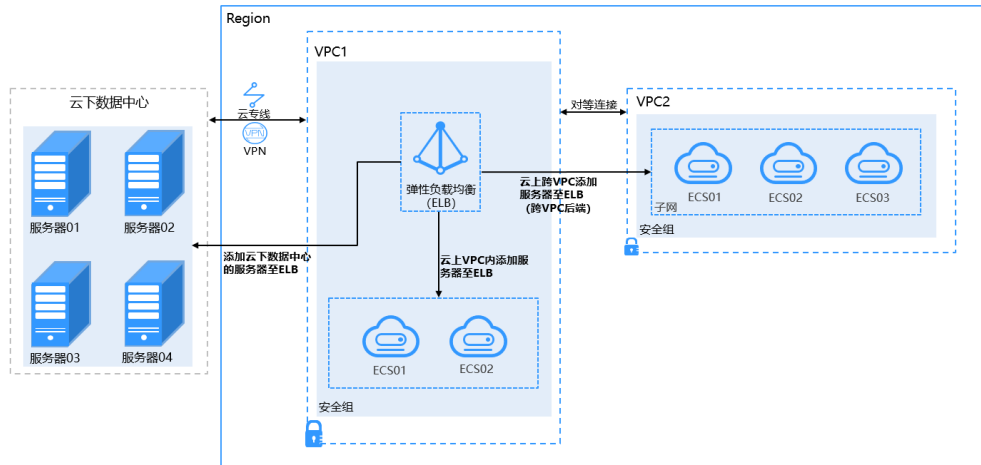 Region
VPC1
云下数据中心
服务器01
服务器02
服务器03
服务器04
云专线
VPN
VPN
弹性负载均衡
(ELB)
添加云下数据中心
的服务器至ELB
云上VPC内添加服
务器至ELB
ECS01
ECS02
安全组
对等连接
云上跨VPC添加
服务器至ELB
(跨VPC后端)
VPC2
ECS01
ECS02
ECS03
子网
安全组